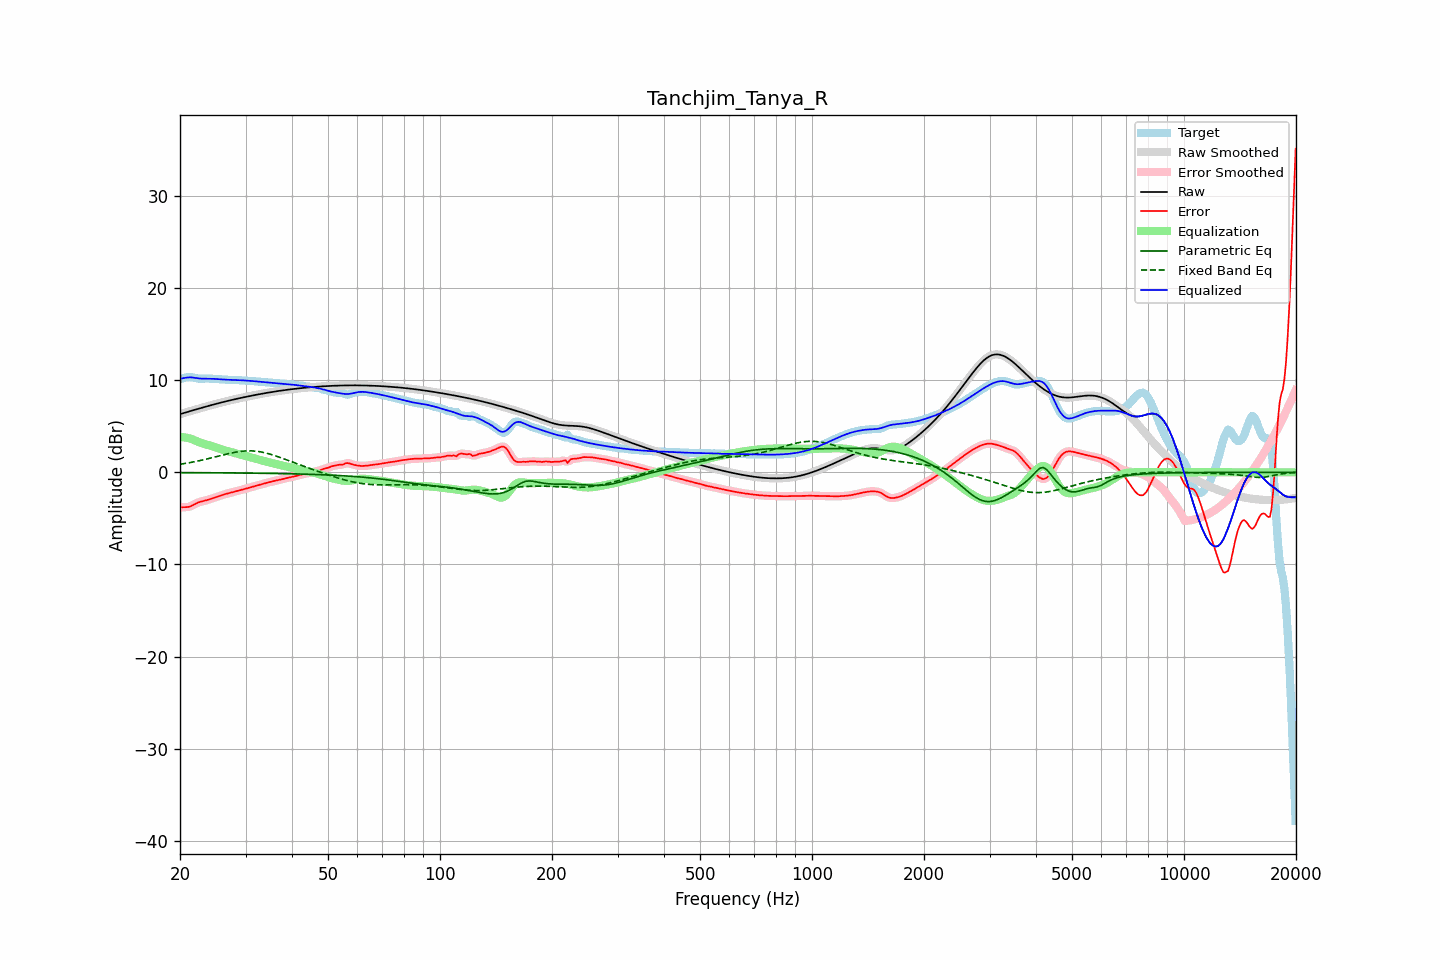 Tanchjim_Tanya_R
Target
Raw Smoothed
Error Smoothed
Raw
Error
Equalization
Parametric Eq
Fixed Band Eq
Equalized
Amplitude (dBr)
30
20
10
0
−10
−20
−30
−40
20
50
100
200
500
1000
2000
5000
10000
20000
Frequency (Hz)